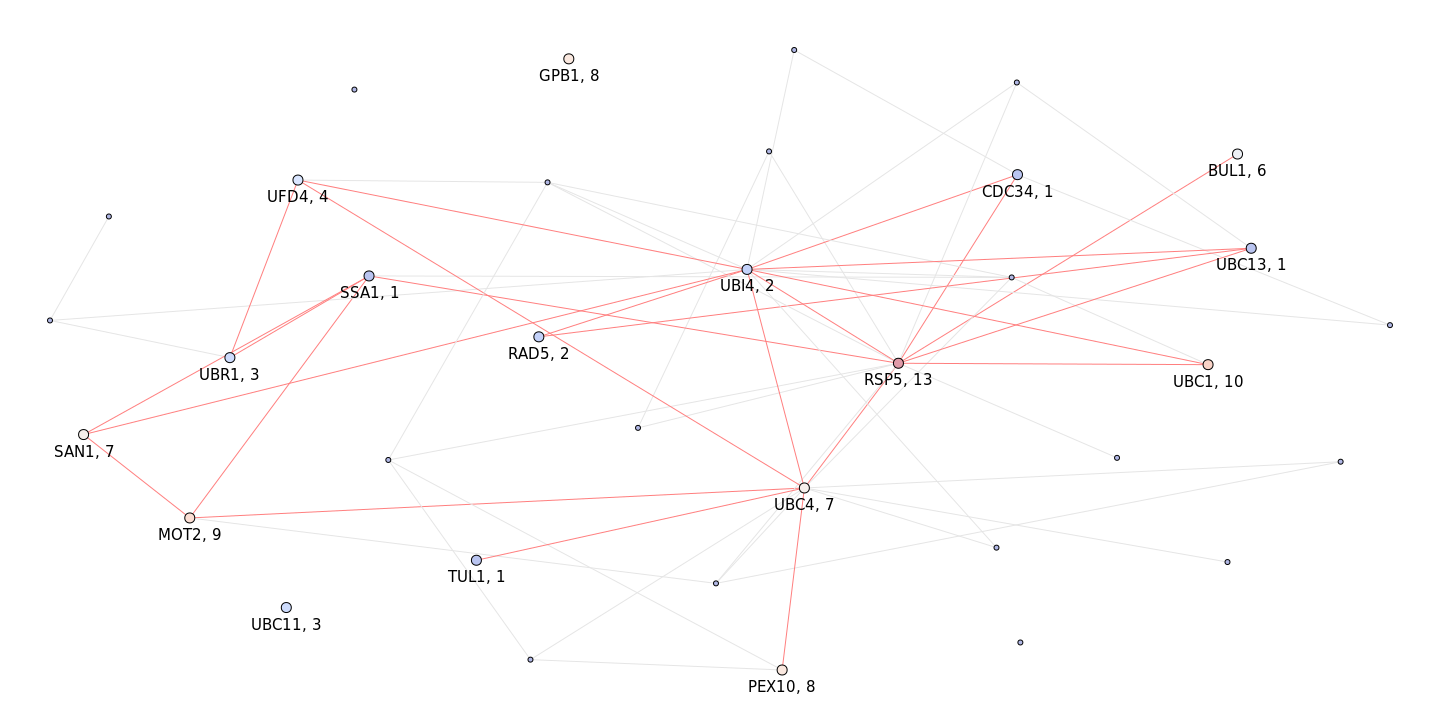 GPB1, 8
BUL1, 6
CDC34, 1
UFD4, 4
UBC13, 1
UBI4, 2
SSA1, 1
RAD5, 2
UBR1, 3
RSP5, 13
UBC1, 10
SAN1, 7
UBC4, 7
MOT2, 9
TUL1, 1
UBC11, 3
PEX10, 8